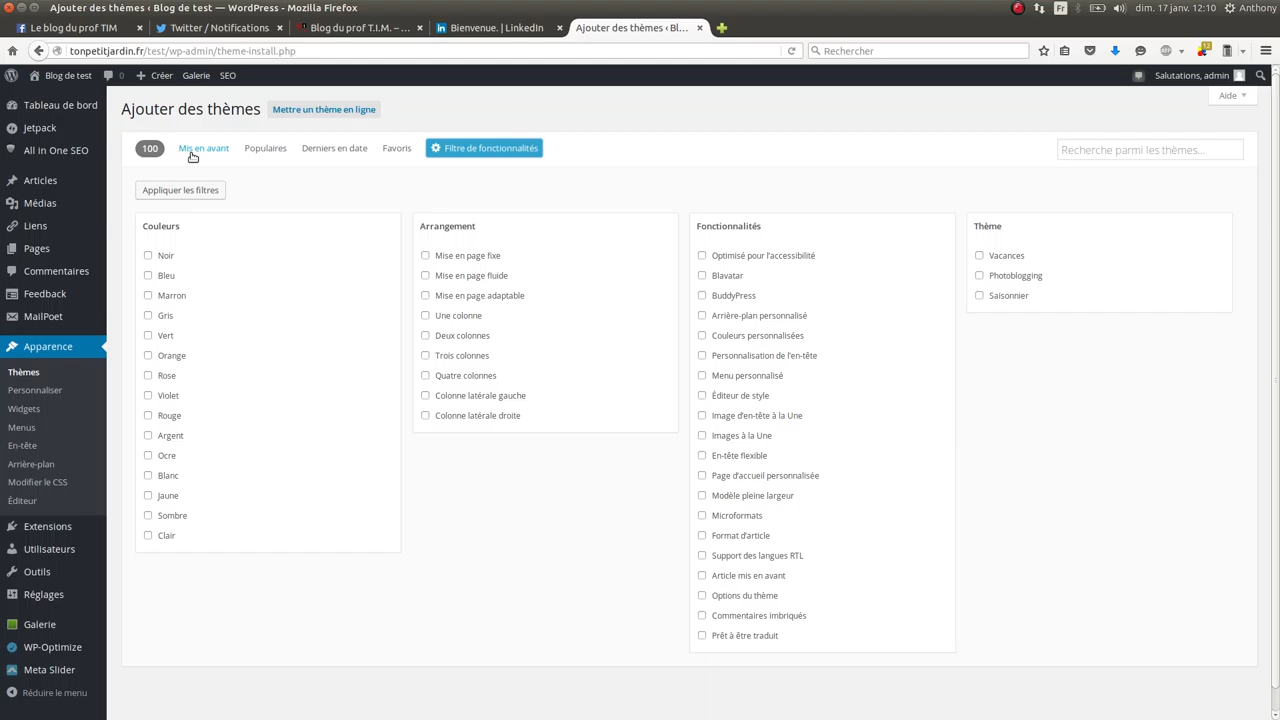 Ajouter des thèmes ‹ Blog de test — WordPress - Mozilla Firefox
Fr
dim. 17 janv. 12:10
Anthony
Le blog du prof TIM
Twitter / Notifications
Blog du prof T.I.M. – ...
Bienvenue. | LinkedIn
Ajouter des thèmes ‹ Bl...
tonpetitjardin.fr/test/wp-admin/theme-install.php
Rechercher
Blog de test
0
Créer
Galerie
SEO
Salutations, admin
Tableau de bord
Jetpack
All in One SEO
Articles
Médias
Liens
Pages
Commentaires
Feedback
MailPoet
Apparence
Thèmes
Personnaliser
Widgets
Menus
En-tête
Arrière-plan
Modifier le CSS
Éditeur
Extensions
Utilisateurs
Outils
Réglages
Galerie
WP-Optimize
Meta Slider
Réduire le menu
Ajouter des thèmes
Mettre un thème en ligne
Aide
100
Mis en avant
Populaires
Derniers en date
Favoris
Filtre de fonctionnalités
Recherche parmi les thèmes...
Appliquer les filtres
Couleurs
Noir
Bleu
Marron
Gris
Vert
Orange
Rose
Violet
Rouge
Argent
Ocre
Blanc
Jaune
Sombre
Clair
Arrangement
Mise en page fixe
Mise en page fluide
Mise en page adaptable
Une colonne
Deux colonnes
Trois colonnes
Quatre colonnes
Colonne latérale gauche
Colonne latérale droite
Fonctionnalités
Optimisé pour l'accessibilité
Blavatar
BuddyPress
Arrière-plan personnalisé
Couleurs personnalisées
Personnalisation de l'en-tête
Menu personnalisé
Éditeur de style
Image d'en-tête à la Une
Images à la Une
En-tête flexible
Page d'accueil personnalisée
Modèle pleine largeur
Microformats
Format d'article
Support des langues RTL
Article mis en avant
Options du thème
Commentaires imbriqués
Prêt à être traduit
Thème
Vacances
Photoblogging
Saisonnier